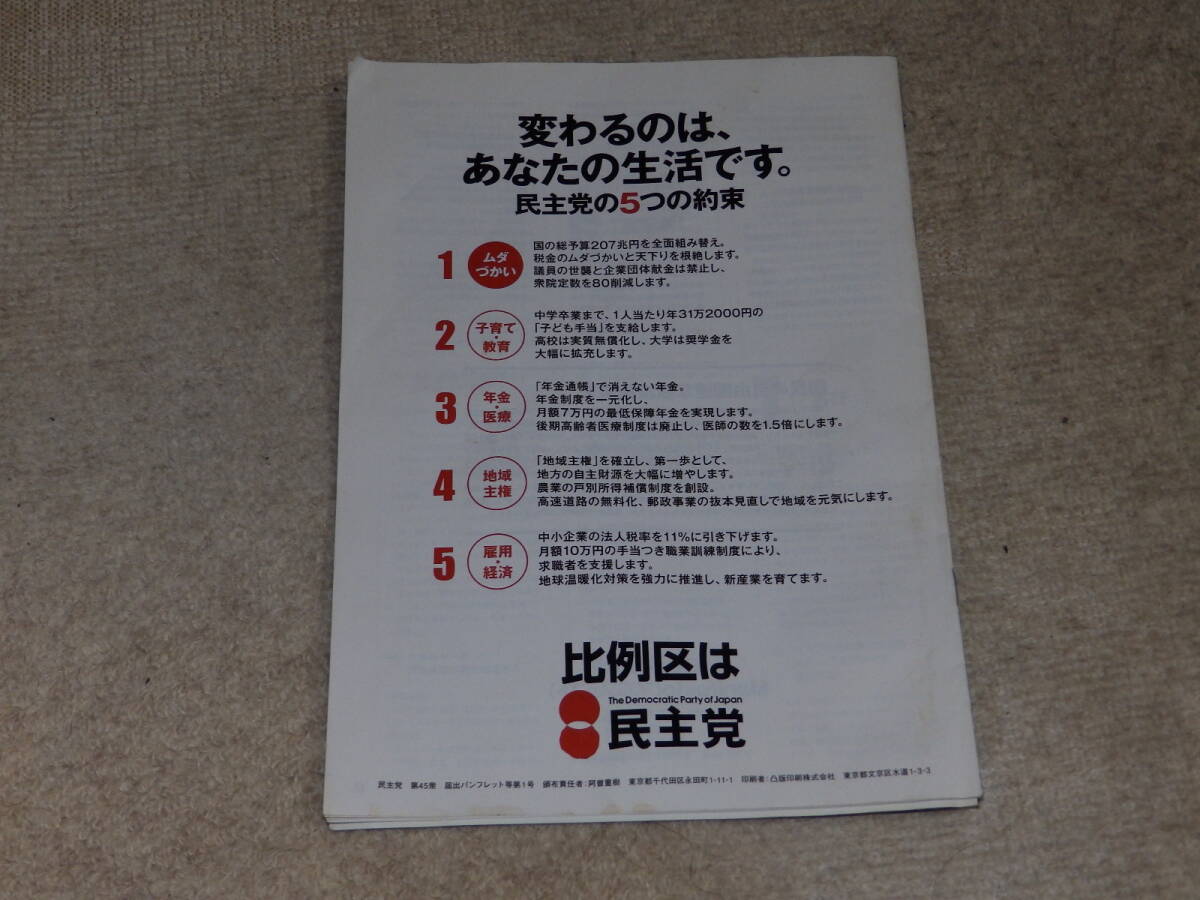 変わるのは、
あなたの生活です。
民主党の5つの約束
1 ムダ
づかい
国の総予算207兆円を全面組み替え。
税金のムダづかいと天下りを根絶します。
議員の世襲と企業団体献金は禁止し、
衆院定数を80削減します。
2 子育て
・
教育
中学卒業まで、1人当たり年31万2000円の
「子ども手当」を支給します。
高校は実質無償化し、大学は奨学金を
大幅に拡充します。
3 年金
・
医療
「年金通帳」で消えない年金。
年金制度を一元化し、
月額7万円の最低保障年金を実現します。
後期高齢者医療制度は廃止し、医師の数を1.5倍にします。
4 地域
主権
「地域主権」を確立し、第一歩として、
地方の自主財源を大幅に増やします。
農業の戸別所得補償制度を創設。
高速道路の無料化、郵政事業の抜本見直しで地域を元気にします。
5 雇用
・
経済
中小企業の法人税率を11%に引き下げます。
月額10万円の手当つき職業訓練制度により、
求職者を支援します。
地球温暖化対策を強力に推進し、新産業を育てます。
比例区は
The Democratic Party of Japan
民主党
民主党 第45衆 届出パンフレット等第1号 頒布責任者:阿曽重樹 東京都千代田区永田町1-11-1 印刷者:凸版印刷株式会社 東京都文京区水道1-3-3